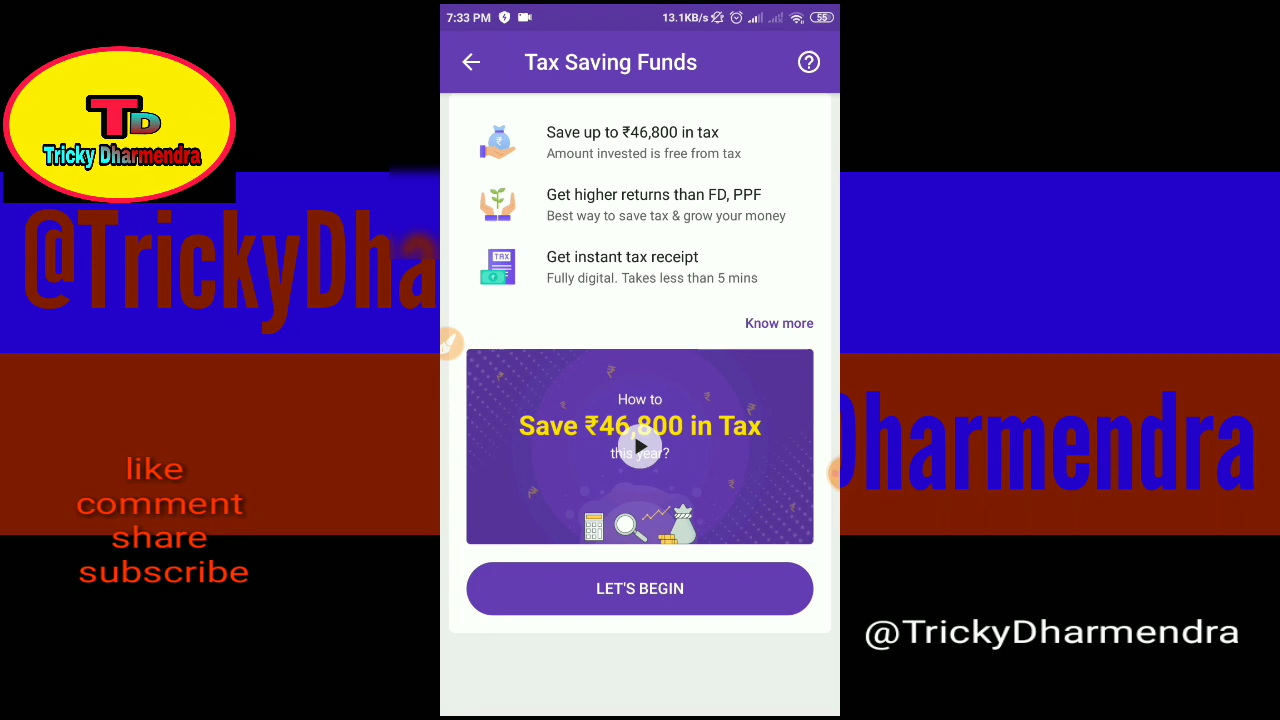 7:33 PM
13.1KB/s
55
Tax Saving Funds
TD
Tricky Dharmendra
@TrickyDha
Save up to ₹46,800 in tax
Amount invested is free from tax
Get higher returns than FD, PPF
Best way to save tax & grow your money
TAX
Get instant tax receipt
Fully digital. Takes less than 5 mins
Know more
How to
Save ₹46,800 in Tax
this year?
LET'S BEGIN
Dharmendra
like
comment
share
subscribe
@TrickyDharmendra